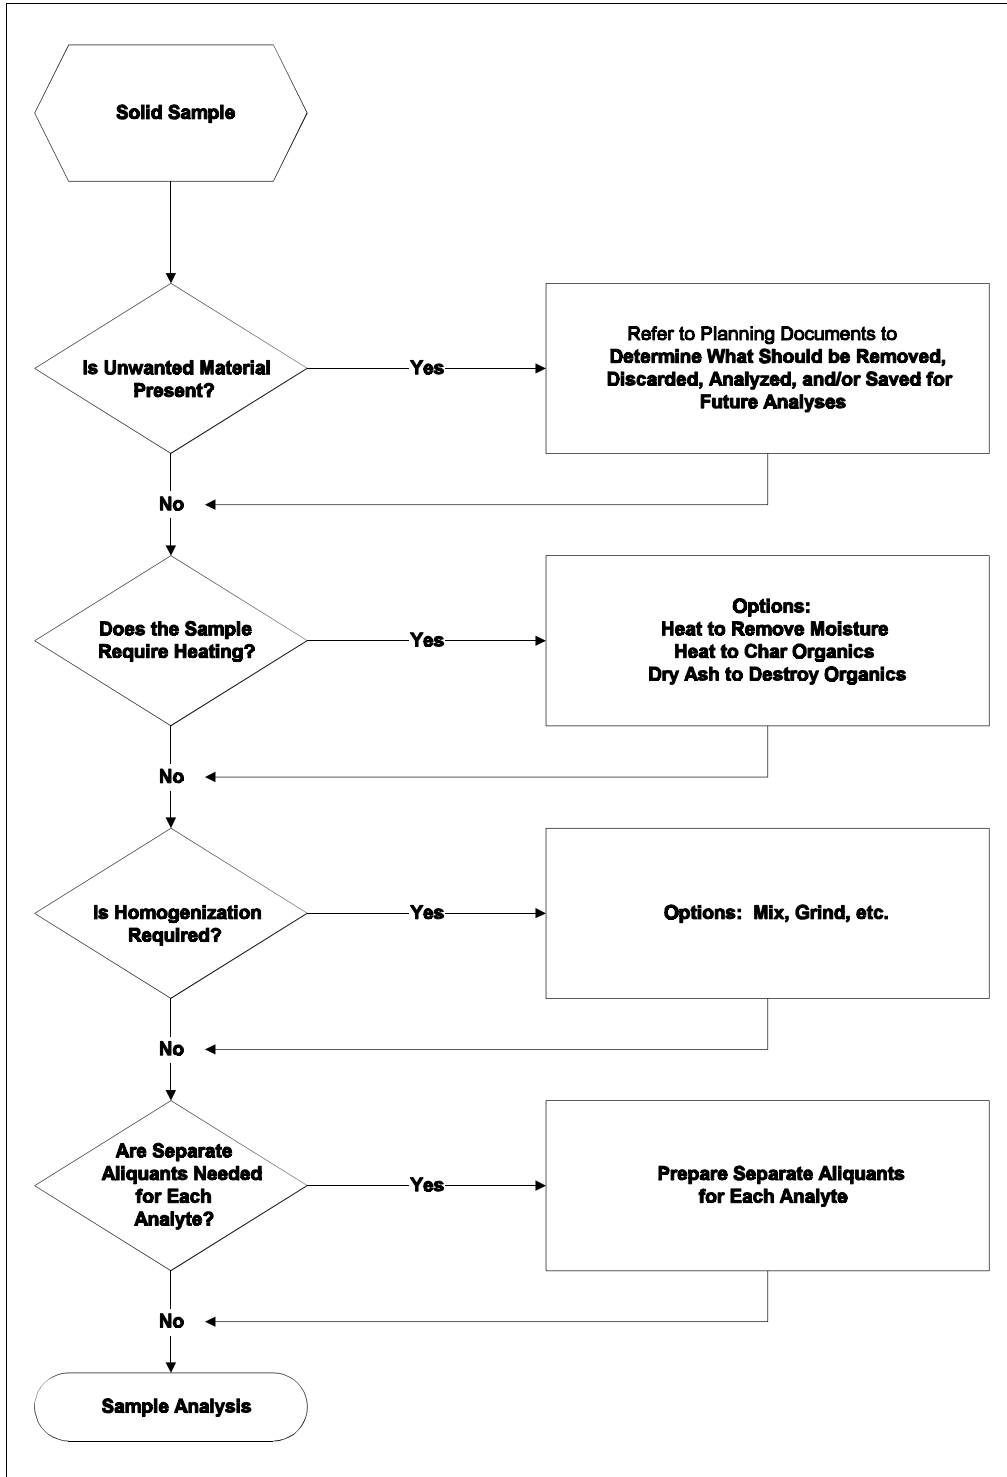 Solid Sample
Is Unwanted Material
Present?
Yes
Refer to Planning Documents to
Determine What Should be Removed,
Discarded, Analyzed, and/or Saved for
Future Analyses
No
Does the Sample
Require Heating?
Yes
Options:
Heat to Remove Moisture
Heat to Char Organics
Dry Ash to Destroy Organics
No
Is Homogenization
Required?
Yes
Options:  Mix, Grind, etc.
No
Are Separate
Aliquants Needed
for Each
Analyte?
Yes
Prepare Separate Aliquants
for Each Analyte
No
Sample Analysis